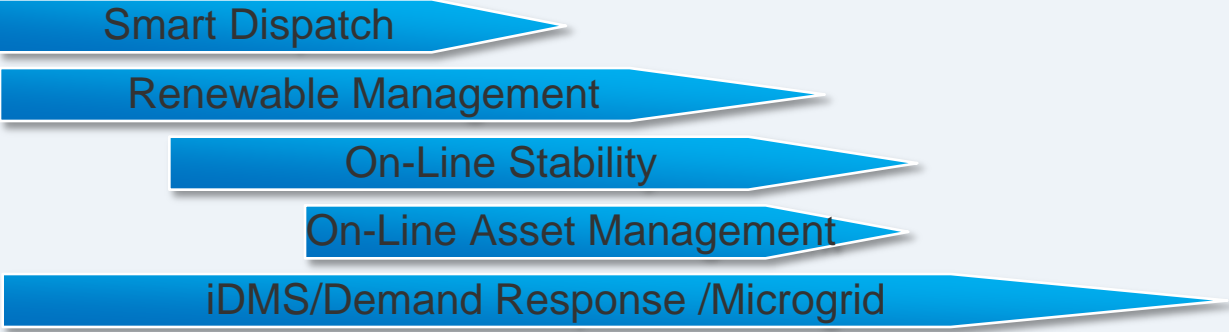 Smart Dispatch
Renewable Management
On-Line Stability
On-Line Asset Management
iDMS/Demand Response /Microgrid